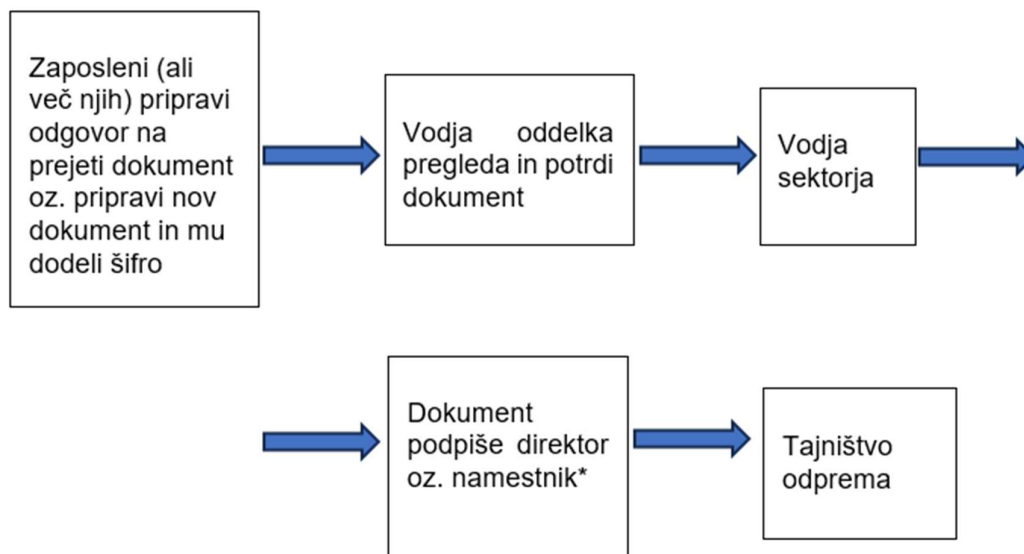 Zaposleni (ali
več njih) pripravi
odgovor na
prejeti dokument
oz. pripravi nov
dokument in mu
dodeli šifro
Vodja oddelka
pregleda in potrdi
dokument
Vodja
sektorja
Dokument
podpiše direktor
oz. namestnik*
Tajništvo
odprema